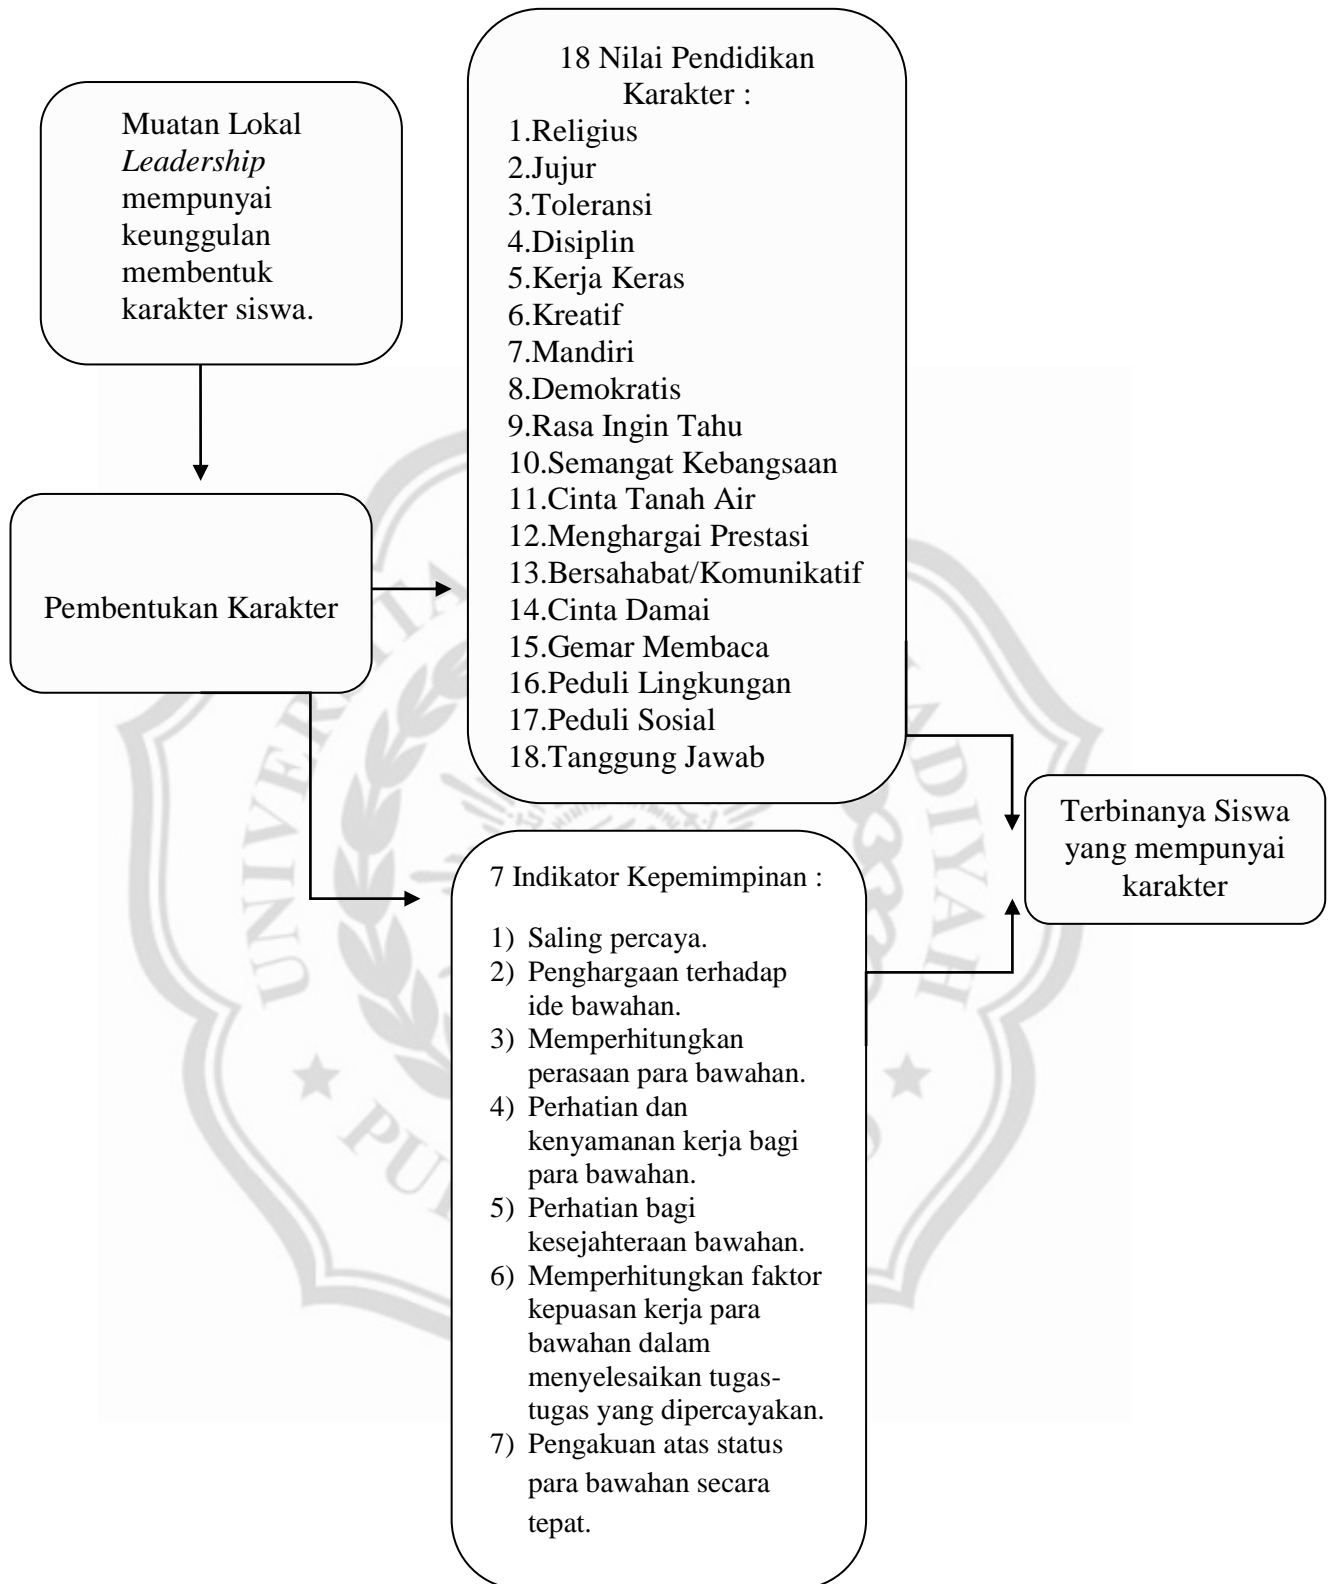 Muatan Lokal
Leadership
mempunyai
keunggulan
membentuk
karakter siswa.
Pembentukan Karakter
18 Nilai Pendidikan
Karakter :
1.Religius
2.Jujur
3.Toleransi
4.Disiplin
5.Kerja Keras
6.Kreatif
7.Mandiri
8.Demokratis
9.Rasa Ingin Tahu
10.Semangat Kebangsaan
11.Cinta Tanah Air
12.Menghargai Prestasi
13.Bersahabat/Komunikatif
14.Cinta Damai
15.Gemar Membaca
16.Peduli Lingkungan
17.Peduli Sosial
18.Tanggung Jawab
7 Indikator Kepemimpinan :
1) Saling percaya.
2) Penghargaan terhadap
ide bawahan.
3) Memperhitungkan
perasaan para bawahan.
4) Perhatian dan
kenyamanan kerja bagi
para bawahan.
5) Perhatian bagi
kesejahteraan bawahan.
6) Memperhitungkan faktor
kepuasan kerja para
bawahan dalam
menyelesaikan tugas-
tugas yang dipercayakan.
7) Pengakuan atas status
para bawahan secara
tepat.
Terbinanya Siswa
yang mempunyai
karakter